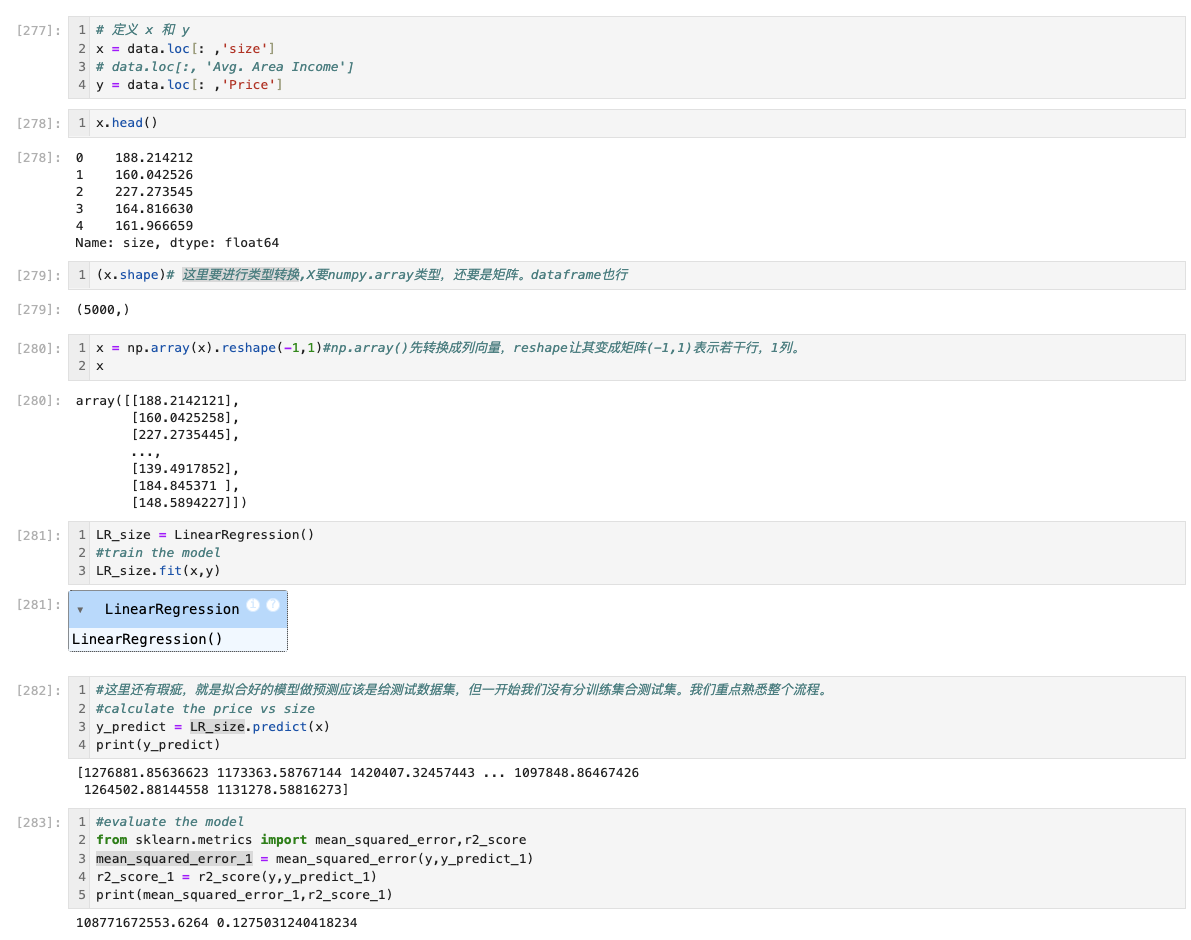 [277]:
1 # 定义 x 和 y
2 x = data.loc[: ,'size']
3 # data.loc[:, 'Avg. Area Income']
4 y = data.loc[: ,'Price']
[278]:
1 x.head()
[278]:
0    188.214212
1    160.042526
2    227.273545
3    164.816630
4    161.966659
Name: size, dtype: float64
[279]:
1 (x.shape)# 这里要进行类型转换,X要numpy.array类型，还要是矩阵。dataframe也行
[279]:
(5000,)
[280]:
1 x = np.array(x).reshape(-1,1)#np.array()先转换成列向量，reshape让其变成矩阵(-1,1)表示若干行，1列。
2 x
[280]:
array([[188.2142121],
       [160.0425258],
       [227.2735445],
       ...,
       [139.4917852],
       [184.845371 ],
       [148.5894227]])
[281]:
1 LR_size = LinearRegression()
2 #train the model
3 LR_size.fit(x,y)
[281]:
▾ LinearRegression i ?
LinearRegression()
[282]:
1 #这里还有瑕疵，就是拟合好的模型做预测应该是给测试数据集，但一开始我们没有分训练集合测试集。我们重点熟悉整个流程。
2 #calculate the price vs size
3 y_predict = LR_size.predict(x)
4 print(y_predict)
[1276881.85636623 1173363.58767144 1420407.32457443 ... 1097848.86467426
 1264502.88144558 1131278.58816273]
[283]:
1 #evaluate the model
2 from sklearn.metrics import mean_squared_error,r2_score
3 mean_squared_error_1 = mean_squared_error(y,y_predict_1)
4 r2_score_1 = r2_score(y,y_predict_1)
5 print(mean_squared_error_1,r2_score_1)
108771672553.6264 0.1275031240418234